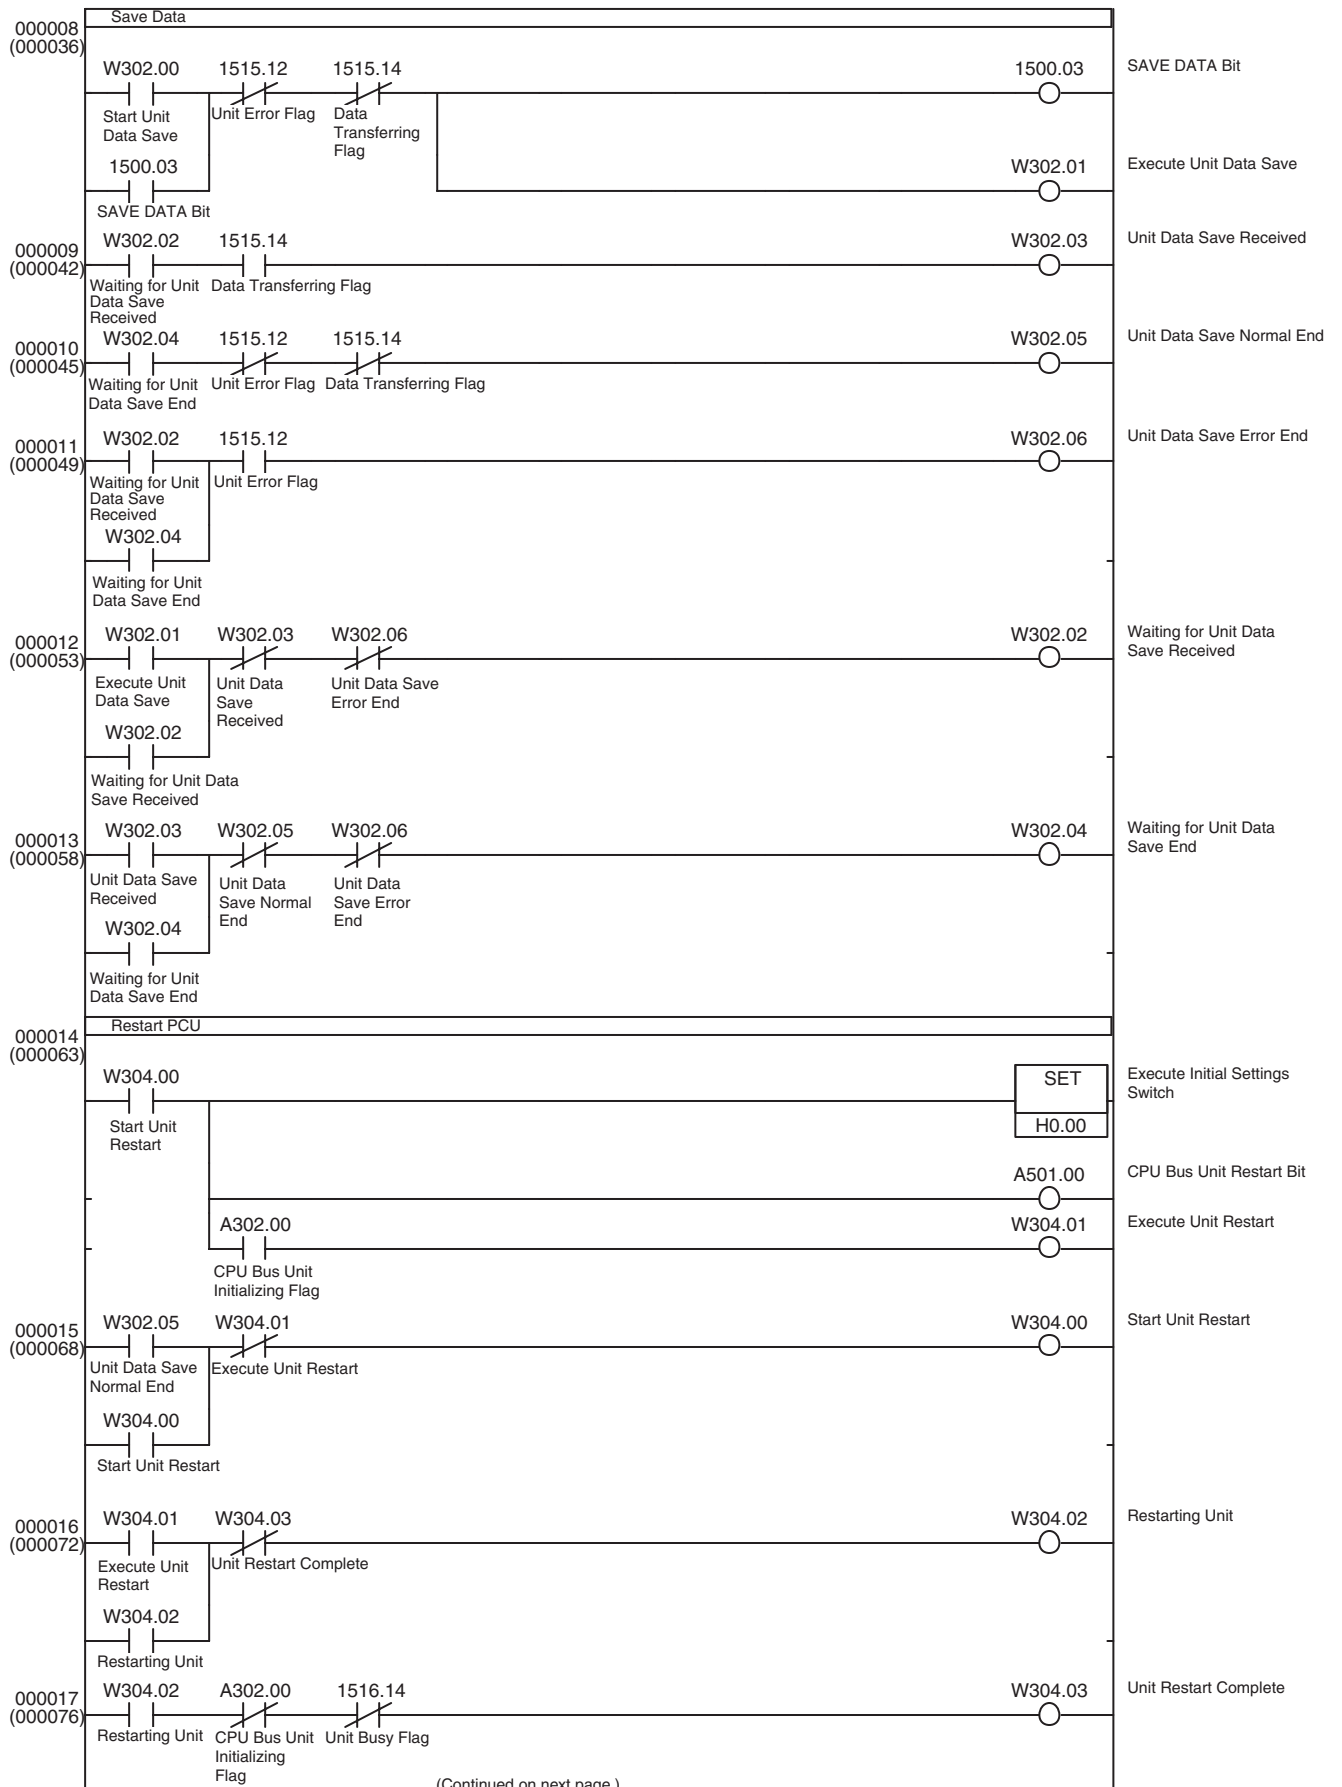 Save Data
000008
(000036)
W302.00 1515.12 1515.14 1500.03 SAVE DATA Bit
Start Unit Unit Error Flag Data
Data Save Transferring
Flag
1500.03 W302.01 Execute Unit Data Save
SAVE DATA Bit
000009 W302.02 1515.14 W302.03 Unit Data Save Received
(000042)
Waiting for Unit Data Transferring Flag
Data Save
Received
000010 W302.04 1515.12 1515.14 W302.05 Unit Data Save Normal End
(000045)
Waiting for Unit Unit Error Flag Data Transferring Flag
Data Save End
000011 W302.02 1515.12 W302.06 Unit Data Save Error End
(000049)
Waiting for Unit Unit Error Flag
Data Save
Received
W302.04
Waiting for Unit
Data Save End
000012 W302.01 W302.03 W302.06 W302.02 Waiting for Unit Data
(000053) Save Received
Execute Unit Unit Data Unit Data Save
Data Save Save Error End
Received
W302.02
Waiting for Unit Data
Save Received
000013 W302.03 W302.05 W302.06 W302.04 Waiting for Unit Data
(000058) Save End
Unit Data Save Unit Data Unit Data
Received Save Normal Save Error
End End
W302.04
Waiting for Unit
Data Save End
Restart PCU
000014
(000063)
W304.00 SET Execute Initial Settings
Switch
Start Unit H0.00
Restart
A501.00 CPU Bus Unit Restart Bit
A302.00 W304.01 Execute Unit Restart
CPU Bus Unit
Initializing Flag
000015 W302.05 W304.01 W304.00 Start Unit Restart
(000068)
Unit Data Save Execute Unit Restart
Normal End
W304.00
Start Unit Restart
000016 W304.01 W304.03 W304.02 Restarting Unit
(000072)
Execute Unit Unit Restart Complete
Restart
W304.02
Restarting Unit
000017 W304.02 A302.00 1516.14 W304.03 Unit Restart Complete
(000076)
Restarting Unit CPU Bus Unit Unit Busy Flag
Initializing
Flag
(Continued on next page.)